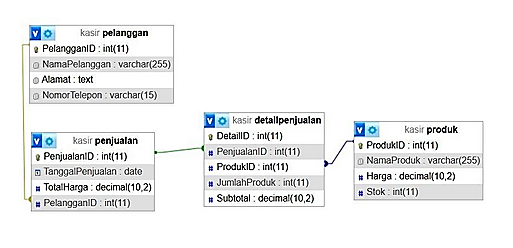 kasir pelanggan
PelangganID : int(11)
NamaPelanggan : varchar(255)
Alamat : text
NomorTelepon : varchar(15)
kasir penjualan
PenjualanID : int(11)
TanggalPenjualan : date
TotalHarga : decimal(10,2)
PelangganID : int(11)
kasir detailpenjualan
DetailID : int(11)
PenjualanID : int(11)
ProdukID : int(11)
JumlahProduk : int(11)
Subtotal : decimal(10,2)
kasir produk
ProdukID : int(11)
NamaProduk : varchar(255)
Harga : decimal(10,2)
Stok : int(11)